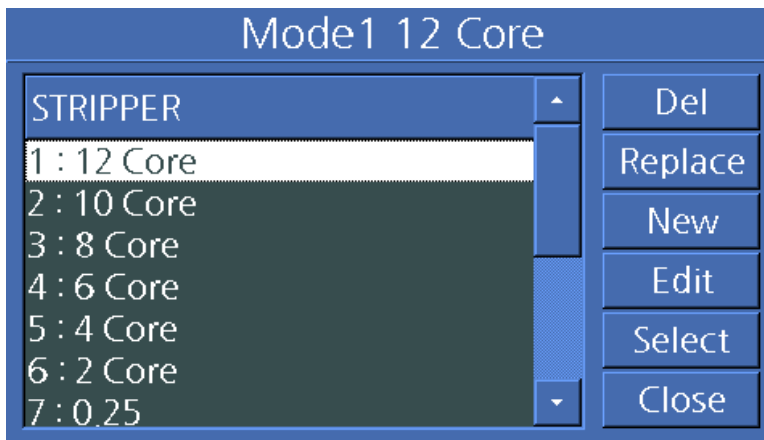 Mode1 12 Core
STRIPPER
1 : 12 Core
2 : 10 Core
3 : 8 Core
4 : 6 Core
5 : 4 Core
6 : 2 Core
7 : 0.25
Del
Replace
New
Edit
Select
Close